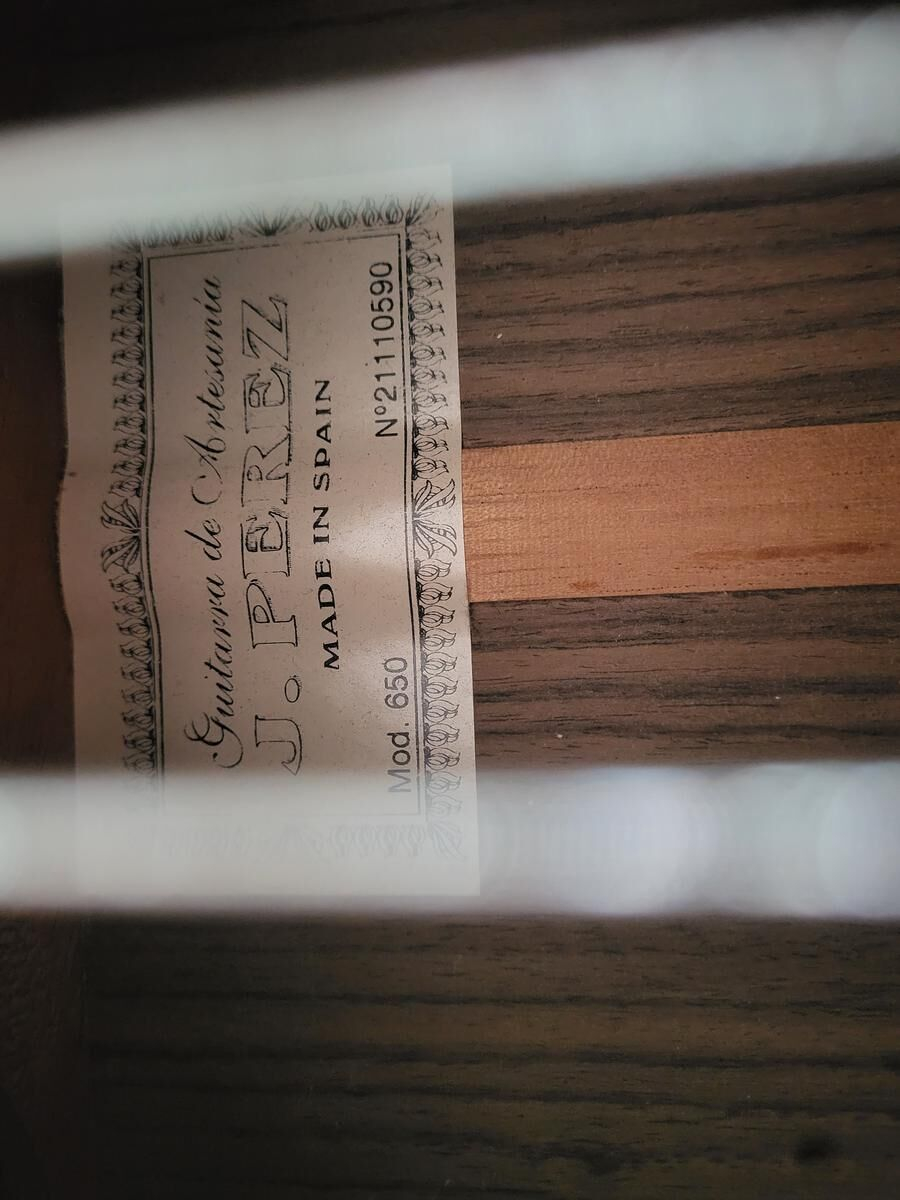 Guitarra de Artesanía
J. PEREZ
MADE IN SPAIN
Mod. 650 Nº21110590